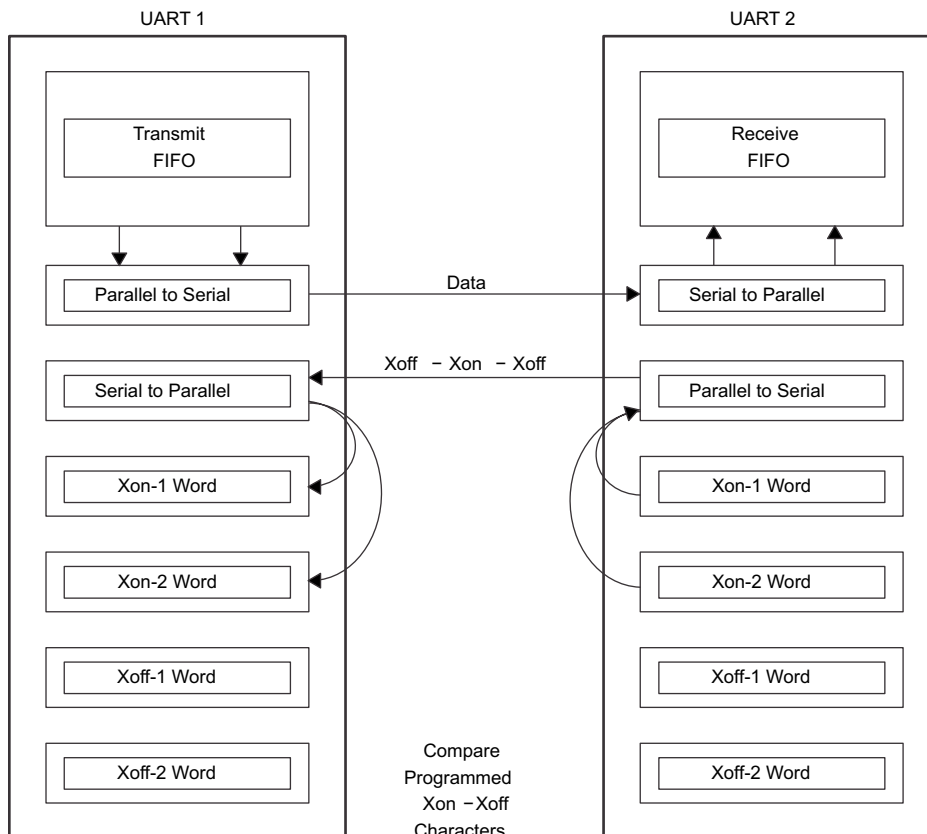 UART 1
UART 2
Transmit
FIFO
Receive
FIFO
Parallel to Serial
Data
Serial to Parallel
Xoff − Xon − Xoff
Serial to Parallel
Parallel to Serial
Xon-1 Word
Xon-1 Word
Xon-2 Word
Xon-2 Word
Xoff-1 Word
Xoff-1 Word
Xoff-2 Word
Xoff-2 Word
Compare
Programmed
Xon −Xoff
Characters